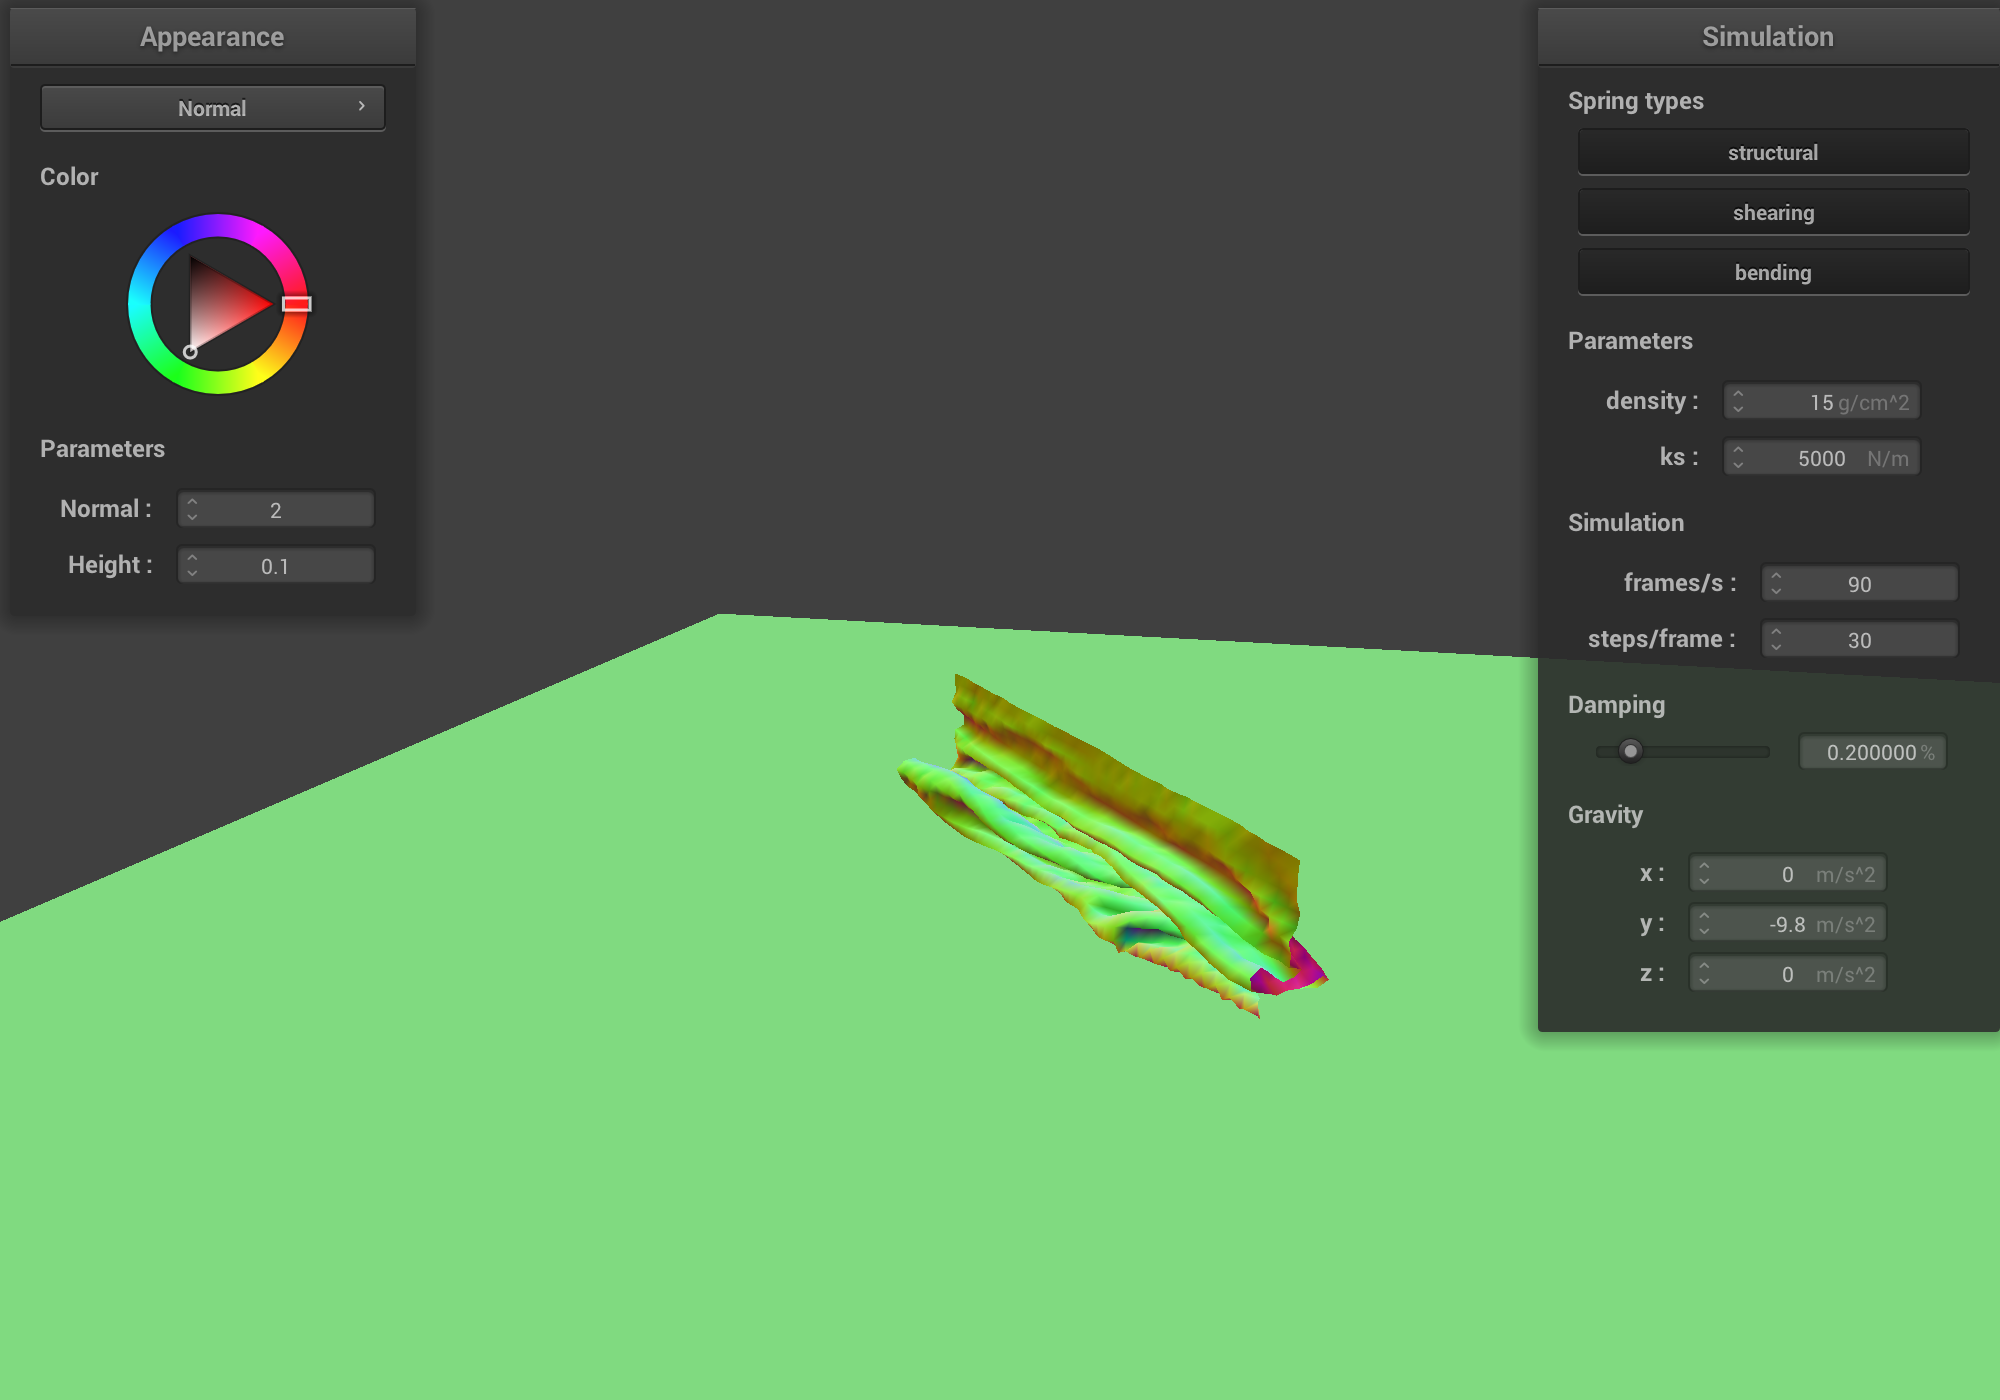 Appearance
Normal
Color
Parameters
Normal : 2
Height : 0.1
Simulation
Spring types
structural
shearing
bending
Parameters
density : 15 g/cm^2
ks : 5000 N/m
Simulation
frames/s : 90
steps/frame : 30
Damping
0.200000 %
Gravity
x : 0 m/s^2
y : -9.8 m/s^2
z : 0 m/s^2